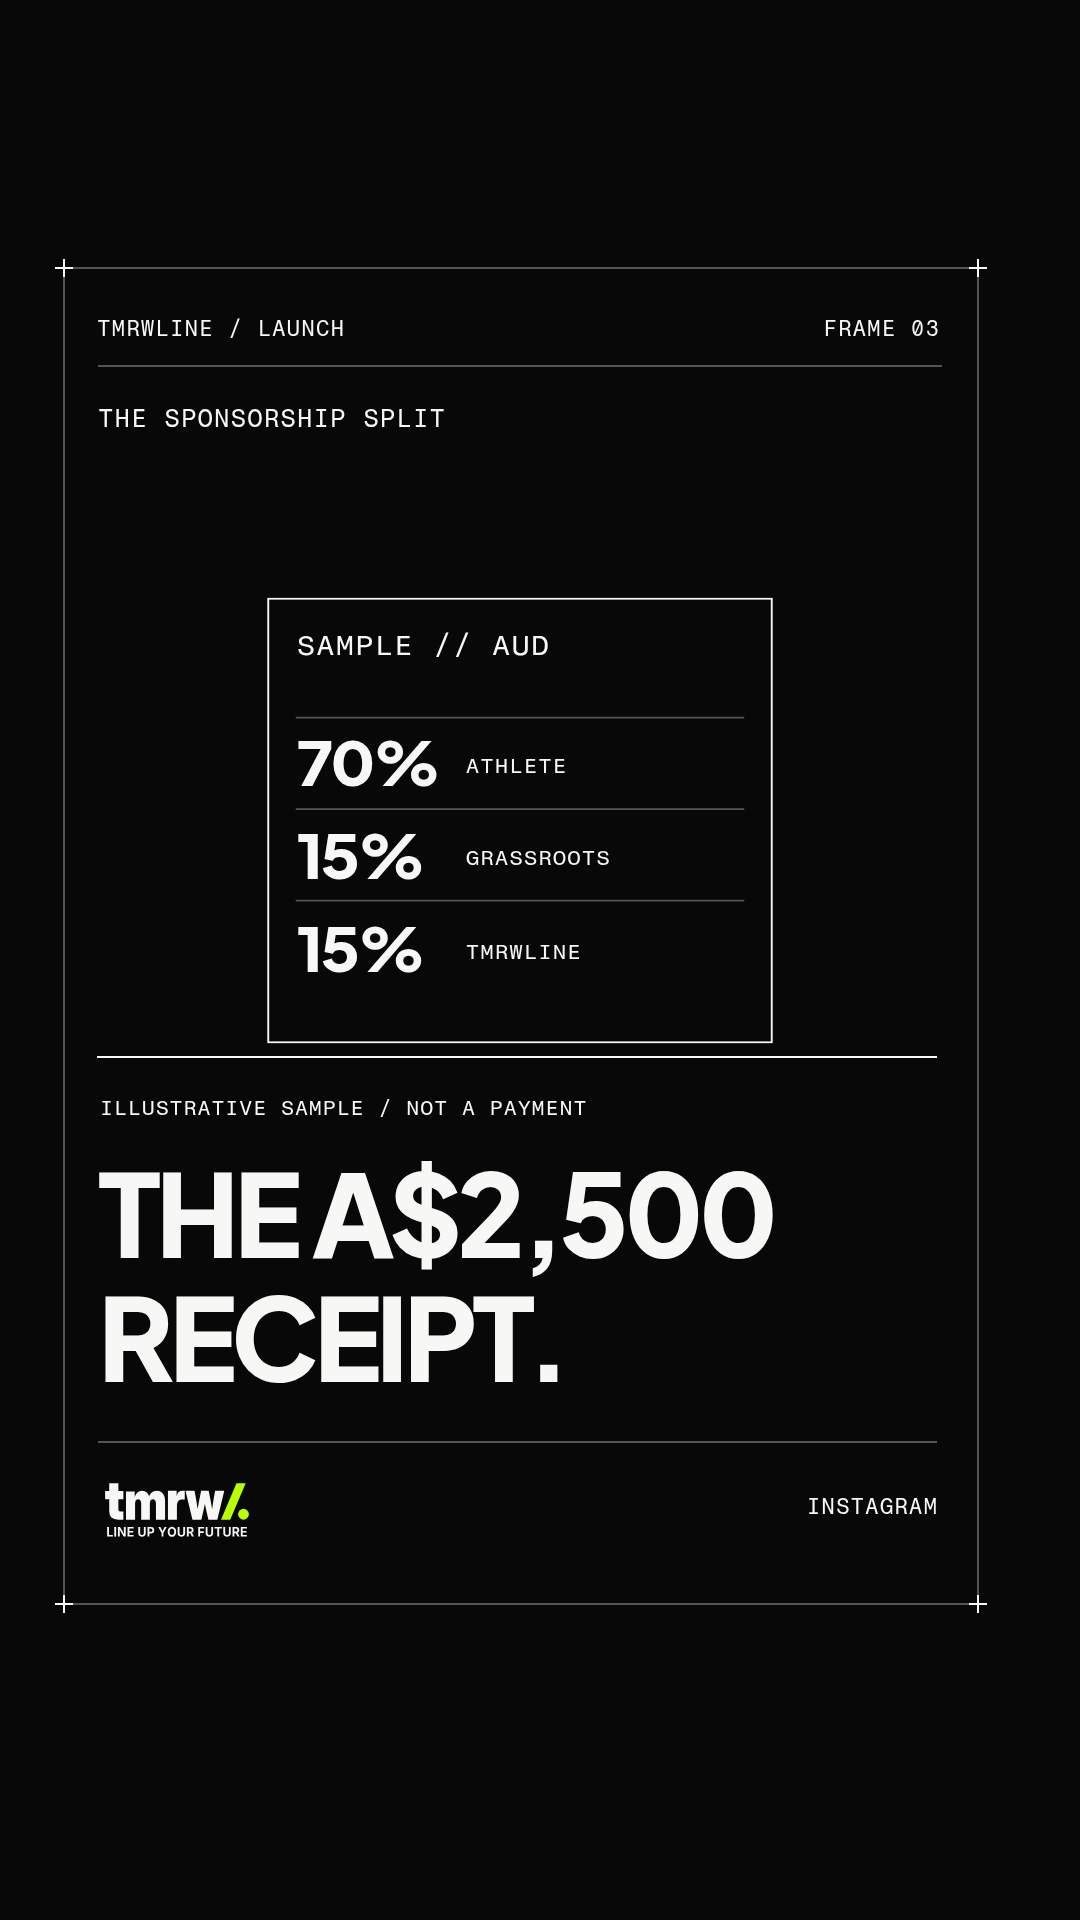 TMRWLINE / LAUNCH
FRAME 03
THE SPONSORSHIP SPLIT
SAMPLE // AUD
70% ATHLETE
15% GRASSROOTS
15% TMRWLINE
ILLUSTRATIVE SAMPLE / NOT A PAYMENT
THE A$2,500
RECEIPT.
tmrw/.
LINE UP YOUR FUTURE
INSTAGRAM